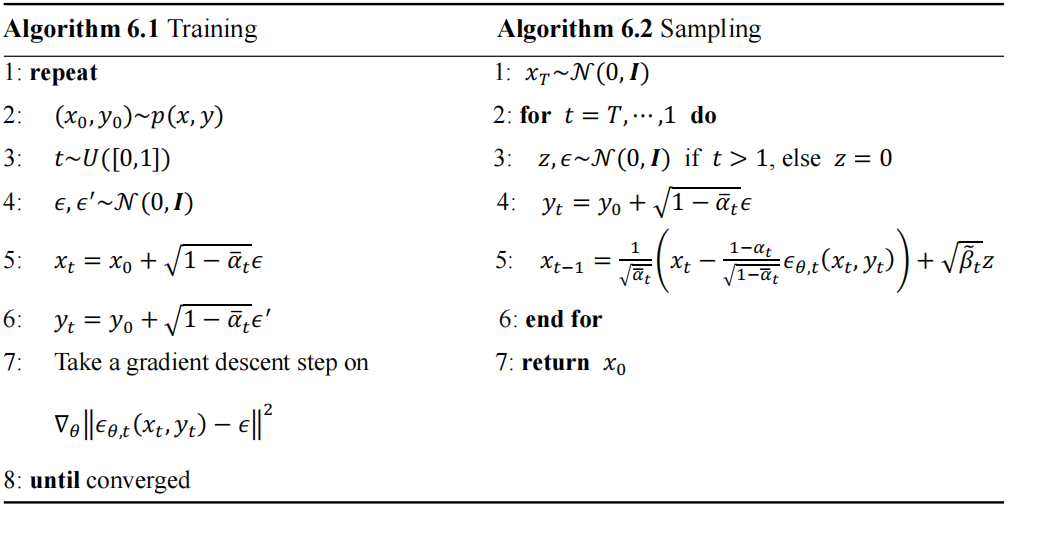 Algorithm 6.1 Training
1: repeat
2: (x₀, y₀)~p(x, y)
3: t~U([0,1])
4: ϵ, ϵ′~𝒩(0, I)
5: xₜ = x₀ + √(1 − ᾱₜ)ϵ
6: yₜ = y₀ + √(1 − ᾱₜ)ϵ′
7: Take a gradient descent step on
∇_θ‖ϵ_θ,t(xₜ, yₜ) − ϵ‖²
8: until converged
Algorithm 6.2 Sampling
1: x_T~𝒩(0, I)
2: for t = T, ⋯ ,1 do
3: z, ϵ~𝒩(0, I) if t > 1, else z = 0
4: yₜ = y₀ + √(1 − ᾱₜ)ϵ
5: xₜ₋₁ = 1/√ᾱₜ (xₜ − (1−αₜ)/√(1−ᾱₜ) ϵ_θ,t(xₜ, yₜ)) + √β̃ₜ z
6: end for
7: return x₀